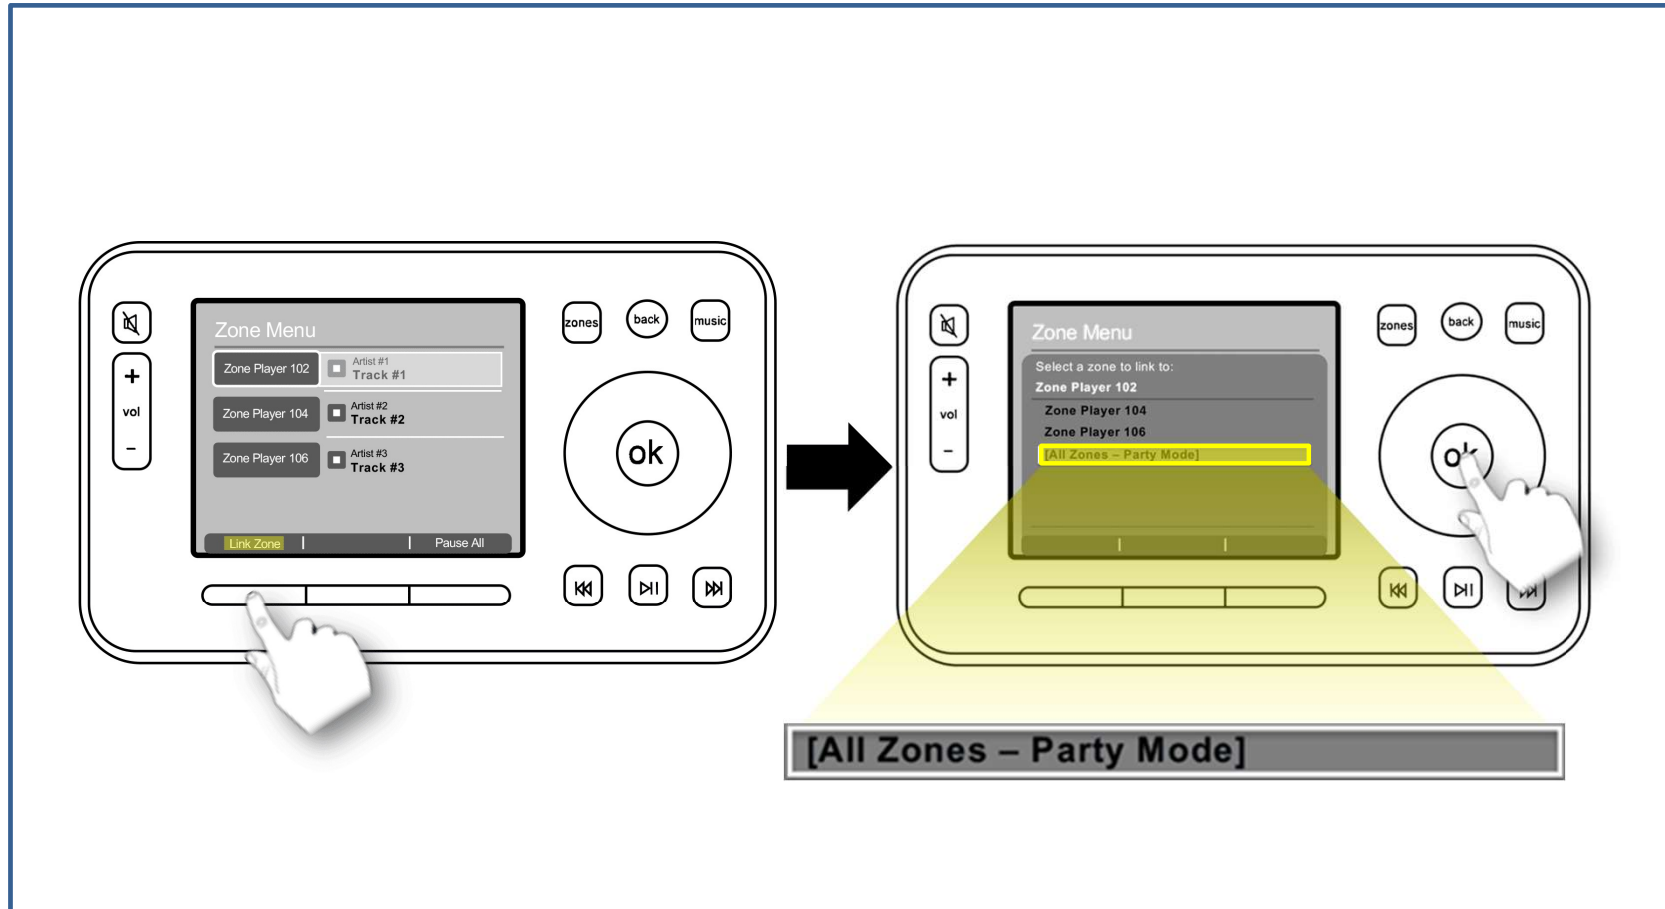 Zone Menu
Zone Player 102
Artist #1
Track #1
Zone Player 104
Artist #2
Track #2
Zone Player 106
Artist #3
Track #3
Link Zone | | Pause All
+
vol
–
zones
back
music
ok
Zone Menu
Select a zone to link to:
Zone Player 102
Zone Player 104
Zone Player 106
[All Zones – Party Mode]
+
vol
–
zones
back
music
ok
[All Zones – Party Mode]